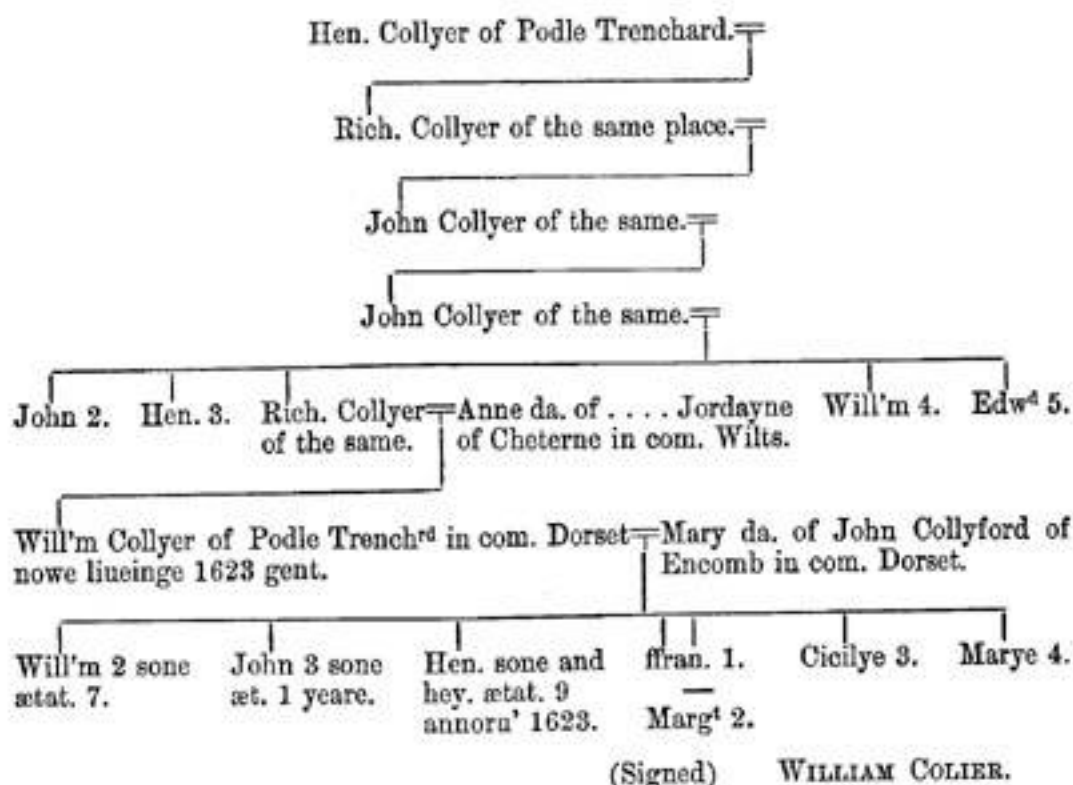 Hen. Collyer of Podle Trenchard.
Rich. Collyer of the same place.
John Collyer of the same.
John Collyer of the same.
John 2.
Hen. 3.
Rich. Collyer
of the same.
Anne da. of .... Jordayne
of Cheterne in com. Wilts.
Will'm 4.
Edwᵈ 5.
Will'm Collyer of Podle Trenchʳᵈ in com. Dorset
nowe liueinge 1623 gent.
Mary da. of John Collyford of
Encomb in com. Dorset.
Will'm 2 sone
ætat. 7.
John 3 sone
æt. 1 yeare.
Hen. sone and
hey. ætat. 9
annoru' 1623.
ffran. 1.
Margᵗ 2.
Cicilye 3.
Marye 4.
(Signed) WILLIAM COLIER.